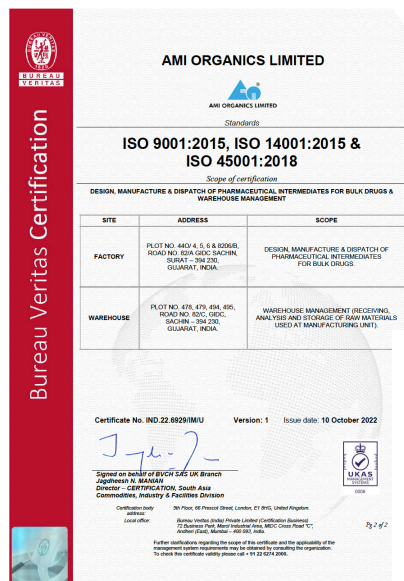 BUREAU
VERITAS
Bureau Veritas Certification
AMI ORGANICS LIMITED
AMI ORGANICS LIMITED
Standards
ISO 9001:2015, ISO 14001:2015 &
ISO 45001:2018
Scope of certification
DESIGN, MANUFACTURE & DISPATCH OF PHARMACEUTICAL INTERMEDIATES FOR BULK DRUGS &
WAREHOUSE MANAGEMENT
SITE ADDRESS SCOPE
FACTORY
PLOT NO. 440/ 4, 5, 6 & 8206/B,
ROAD NO. 82/A GIDC SACHIN,
SURAT – 394 230,
GUJARAT, INDIA.
DESIGN, MANUFACTURE & DISPATCH OF
PHARMACEUTICAL INTERMEDIATES
FOR BULK DRUGS.
WAREHOUSE
PLOT NO. 478, 479, 494, 495,
ROAD NO. 82/C, GIDC,
SACHIN – 394 230,
GUJARAT, INDIA.
WAREHOUSE MANAGEMENT (RECEIVING,
ANALYSIS AND STORAGE OF RAW MATERIALS
USED AT MANUFACTURING UNIT).
Certificate No. IND.22.6929/IM/U Version: 1 Issue date: 10 October 2022
Signed on behalf of BVCH SAS UK Branch
Jagdheesh N. MANIAN
Director – CERTIFICATION, South Asia
Commodities, Industry & Facilities Division
UKAS
MANAGEMENT
SYSTEMS
0008
Certification body
address:
5th Floor, 66 Prescot Street, London, E1 8HG, United Kingdom.
Local office:
Bureau Veritas (India) Private Limited (Certification Business)
72 Business Park, Marol Industrial Area, MIDC Cross Road "C",
Andheri (East), Mumbai – 400 093, India.
Pg 2 of 2
Further clarifications regarding the scope of this certificate and the applicability of the
management system requirements may be obtained by consulting the organization.
To check this certificate validity please call + 91 22 6274 2000.